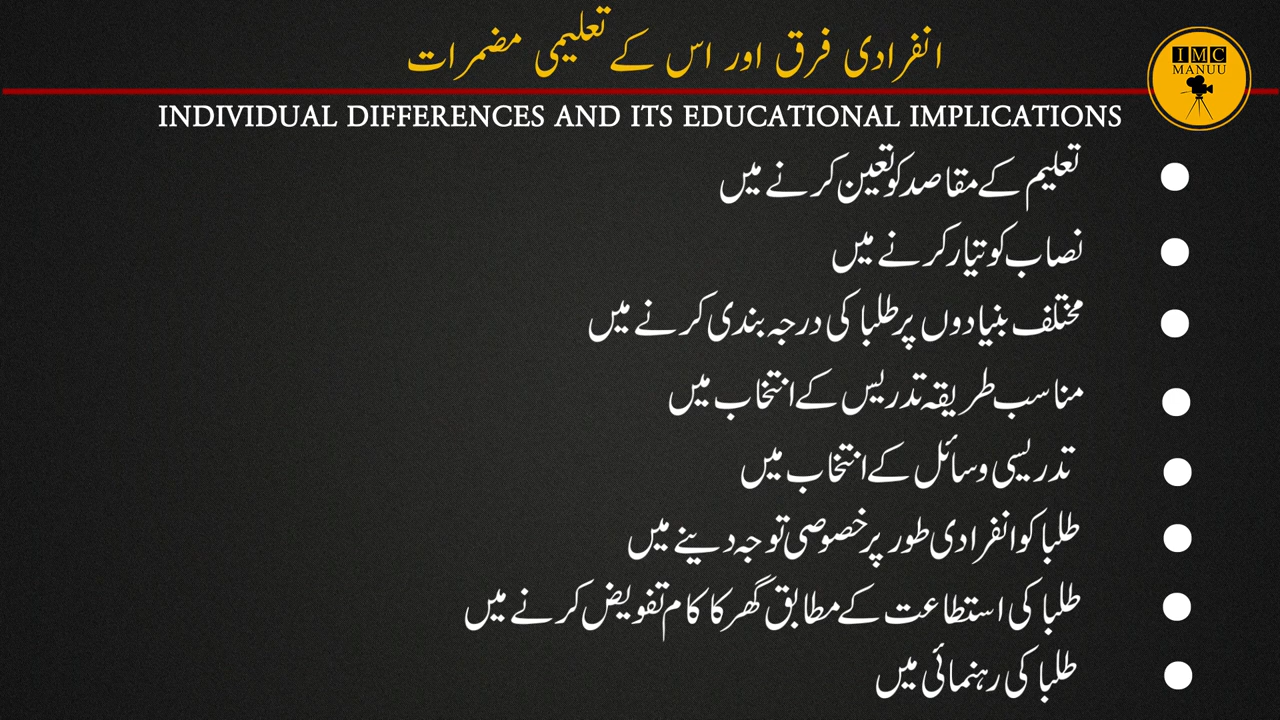 انفرادی فرق اور اس کے تعلیمی مضمرات
IMC
MANUU
INDIVIDUAL DIFFERENCES AND ITS EDUCATIONAL IMPLICATIONS
تعلیم کے مقاصد کو تعین کرنے میں
نصاب کو تیار کرنے میں
مختلف بنیادوں پر طلبا کی درجہ بندی کرنے میں
مناسب طریقہ تدریس کے انتخاب میں
تدریسی وسائل کے انتخاب میں
طلبا کو انفرادی طور پر خصوصی توجہ دینے میں
طلبا کی استطاعت کے مطابق گھر کا کام تفویض کرنے میں
طلبا کی رہنمائی میں